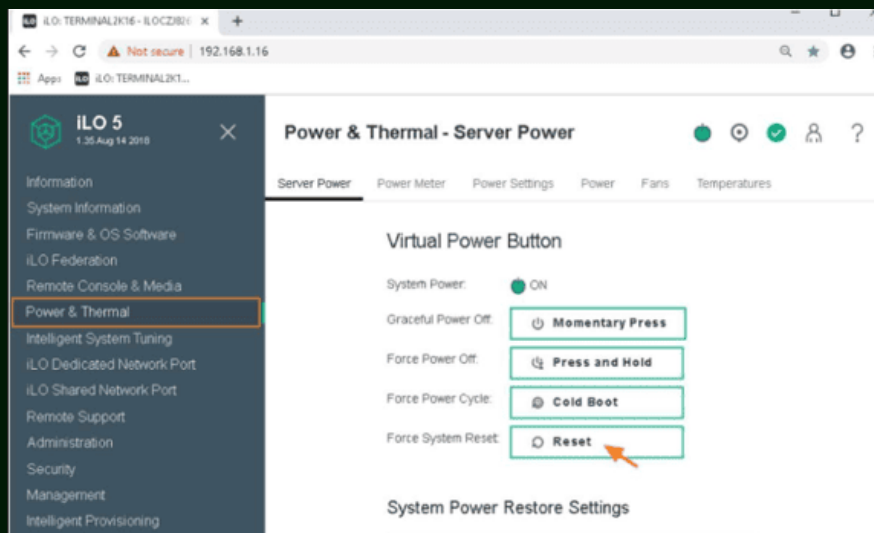 iLO: TERMINAL2K16 - ILOCZJ82(
Not secure | 192.168.1.16
Apps iLO: TERMINAL2K1...
iLO 5
1.35 Aug 14 2018
Power & Thermal - Server Power
Server Power Power Meter Power Settings Power Fans Temperatures
Information
System Information
Firmware & OS Software
iLO Federation
Remote Console & Media
Power & Thermal
Intelligent System Tuning
iLO Dedicated Network Port
iLO Shared Network Port
Remote Support
Administration
Security
Management
Intelligent Provisioning
Virtual Power Button
System Power: ON
Graceful Power Off: Momentary Press
Force Power Off: Press and Hold
Force Power Cycle: Cold Boot
Force System Reset: Reset
System Power Restore Settings